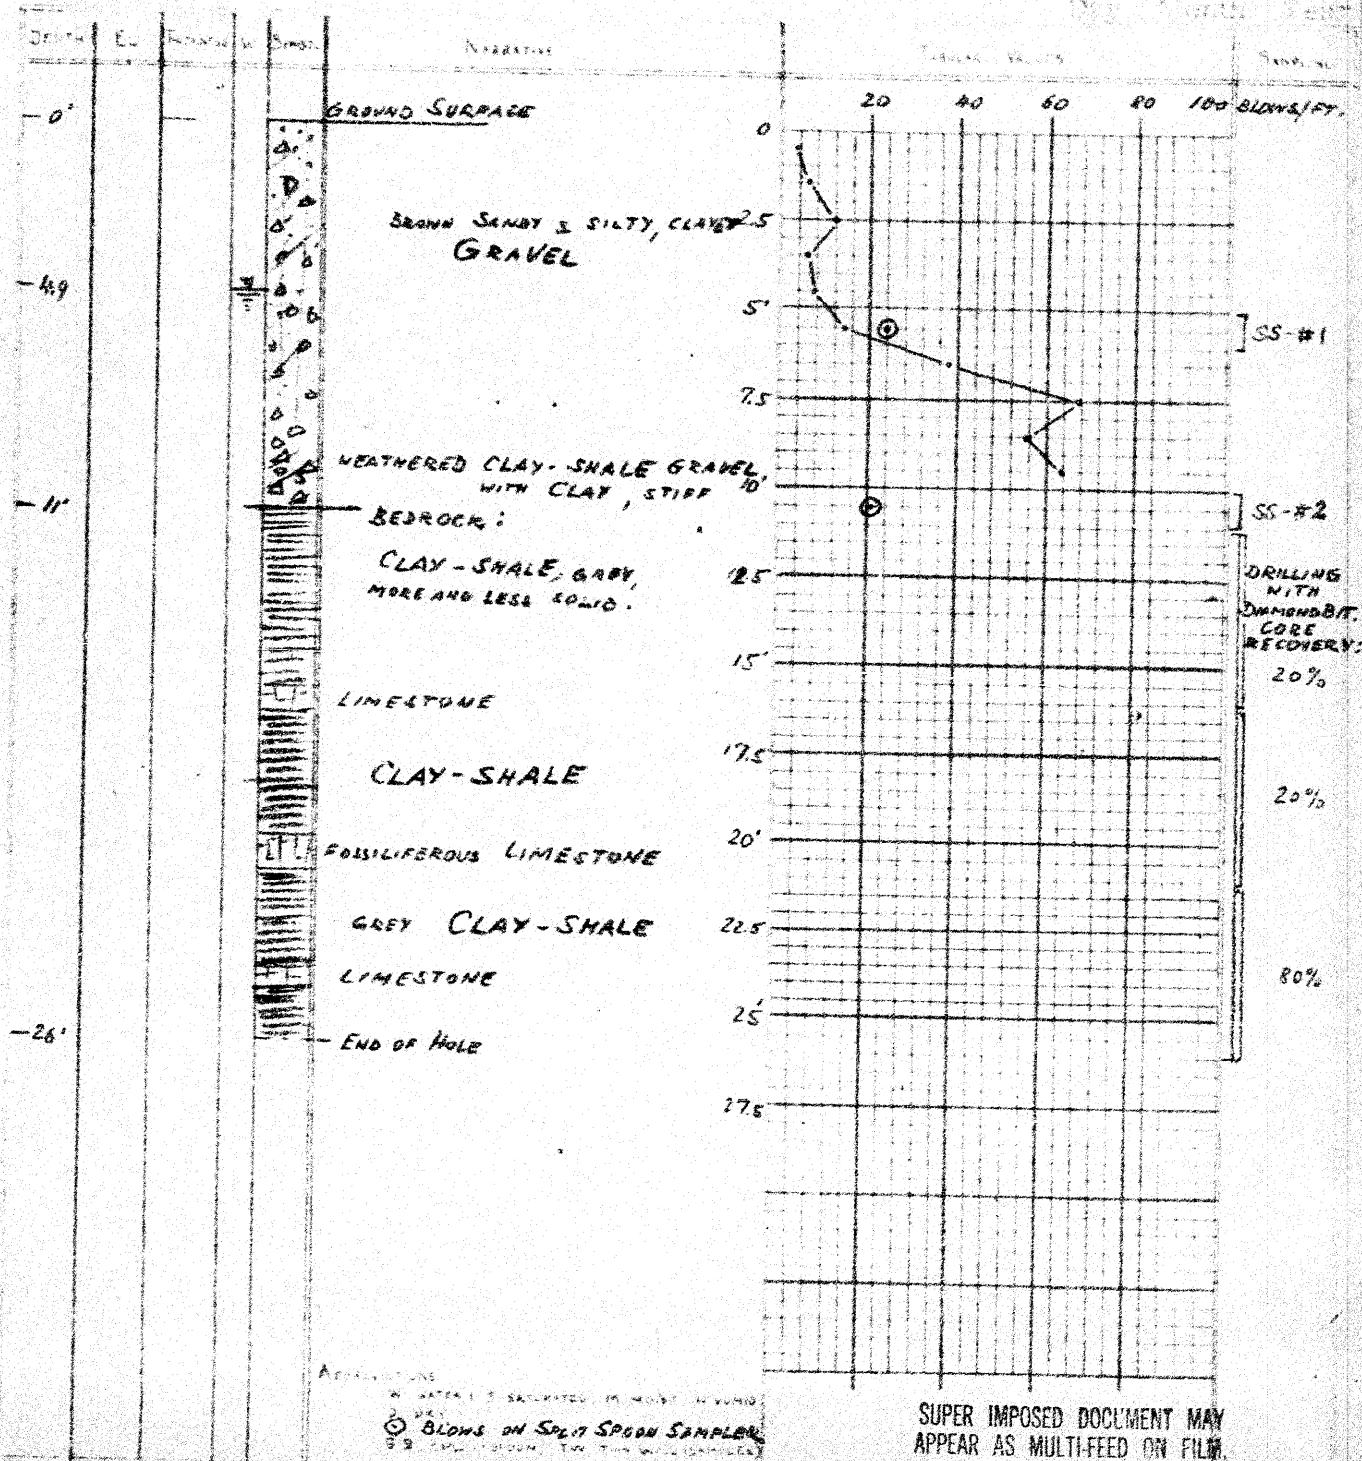 DEPTH EL. W SYMBOL NARRATIVE SAMPLING
20 40 60 80 100 BLOWS/FT.
0' GROUND SURFACE 0
BROWN SANDY & SILTY, CLAYEY 2.5
GRAVEL
4.9
5' SS-#1
7.5
WEATHERED CLAY-SHALE GRAVEL,
WITH CLAY, STIFF 10'
11' SS-#2
BEDROCK:
CLAY-SHALE, GREY,
MORE AND LESS SOLID.
12.5 DRILLING
WITH
DIAMOND BIT.
CORE
RECOVERY:
15' 20%
LIMESTONE
17.5
CLAY-SHALE
20%
20'
FOSSILIFEROUS LIMESTONE
GREY CLAY-SHALE 22.5
LIMESTONE 80%
25'
26'
END OF HOLE
27.5
BLOWS ON SPLIT SPOON SAMPLER
SUPER IMPOSED DOCUMENT MAY
APPEAR AS MULTI-FEED ON FILM.